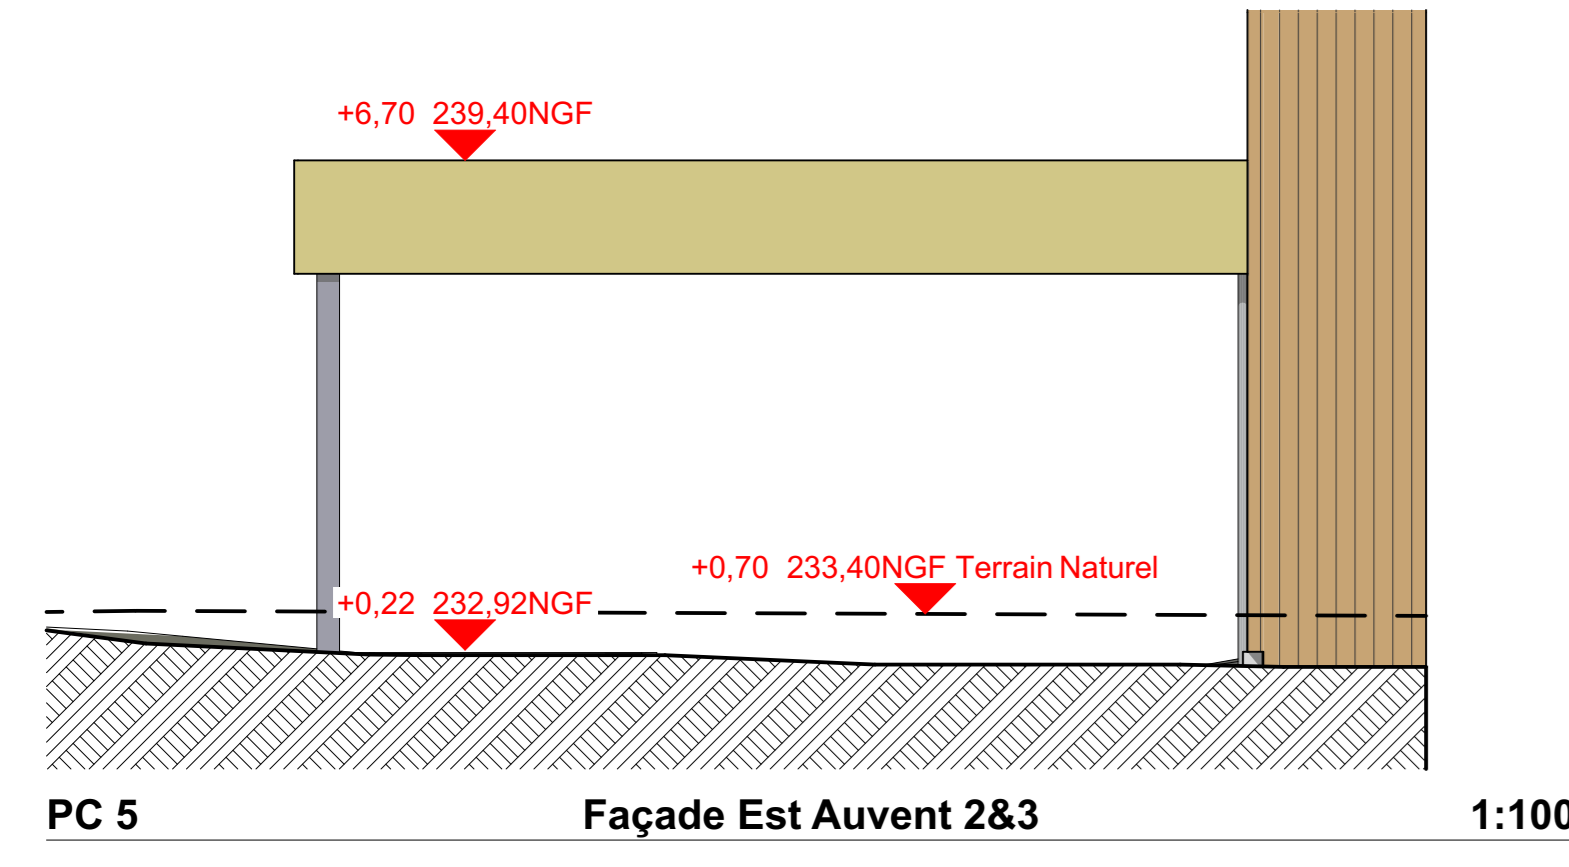 +6,70 239,40NGF
+0,70 233,40NGF Terrain Naturel
+0,22 232,92NGF
PC 5 Façade Est Auvent 2&3 1:100